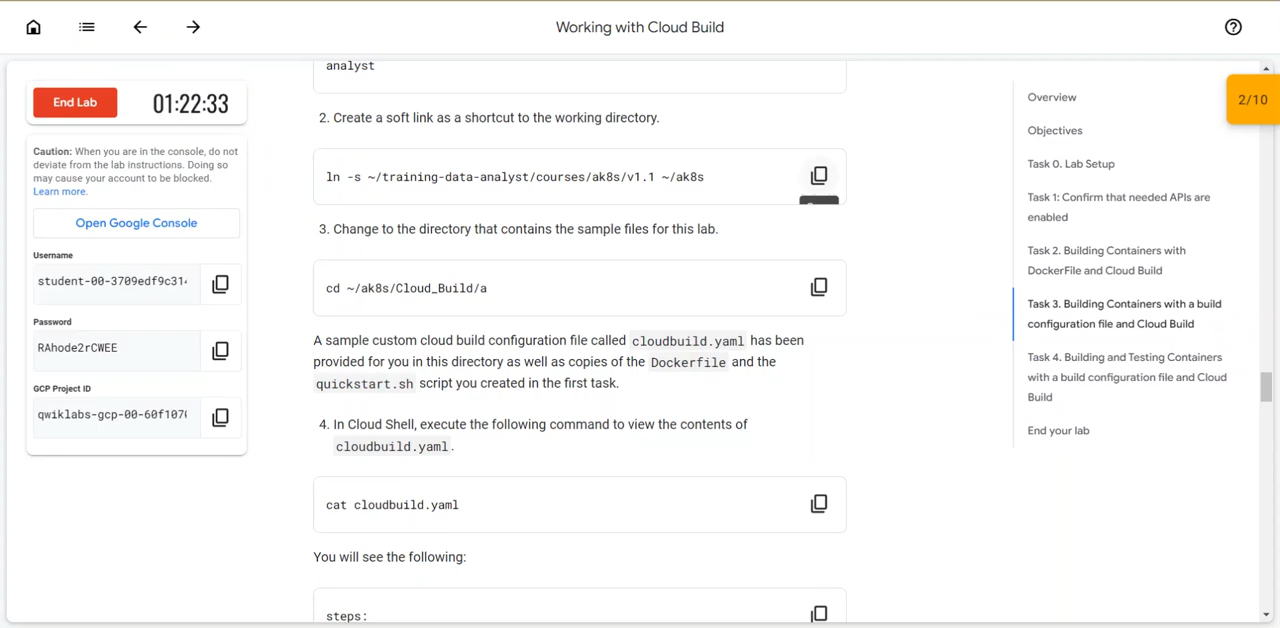 Working with Cloud Build
End Lab
01:22:33
Caution: When you are in the console, do not
deviate from the lab instructions. Doing so
may cause your account to be blocked.
Learn more.
Open Google Console
Username
student-00-3709edf9c31
Password
RAhode2rCWEE
GCP Project ID
qwiklabs-gcp-00-60f107
analyst
2. Create a soft link as a shortcut to the working directory.
ln -s ~/training-data-analyst/courses/ak8s/v1.1 ~/ak8s
3. Change to the directory that contains the sample files for this lab.
cd ~/ak8s/Cloud_Build/a
A sample custom cloud build configuration file called cloudbuild.yaml has been
provided for you in this directory as well as copies of the Dockerfile and the
quickstart.sh script you created in the first task.
4. In Cloud Shell, execute the following command to view the contents of
cloudbuild.yaml.
cat cloudbuild.yaml
You will see the following:
steps:
Overview
Objectives
Task 0. Lab Setup
Task 1: Confirm that needed APIs are
enabled
Task 2. Building Containers with
DockerFile and Cloud Build
Task 3. Building Containers with a build
configuration file and Cloud Build
Task 4. Building and Testing Containers
with a build configuration file and Cloud
Build
End your lab
2/10